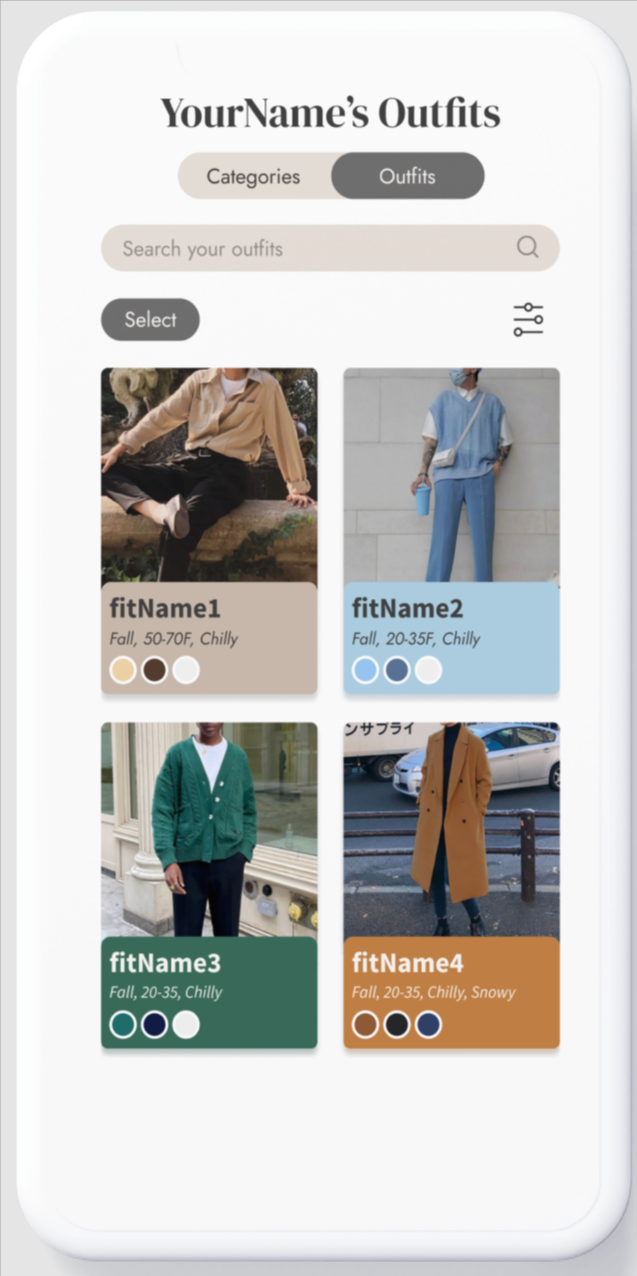 YourName's Outfits
Categories
Outfits
Search your outfits
Select
fitName1
Fall, 50-70F, Chilly
fitName2
Fall, 20-35F, Chilly
ンサプライ
fitName3
Fall, 20-35, Chilly
fitName4
Fall, 20-35, Chilly, Snowy